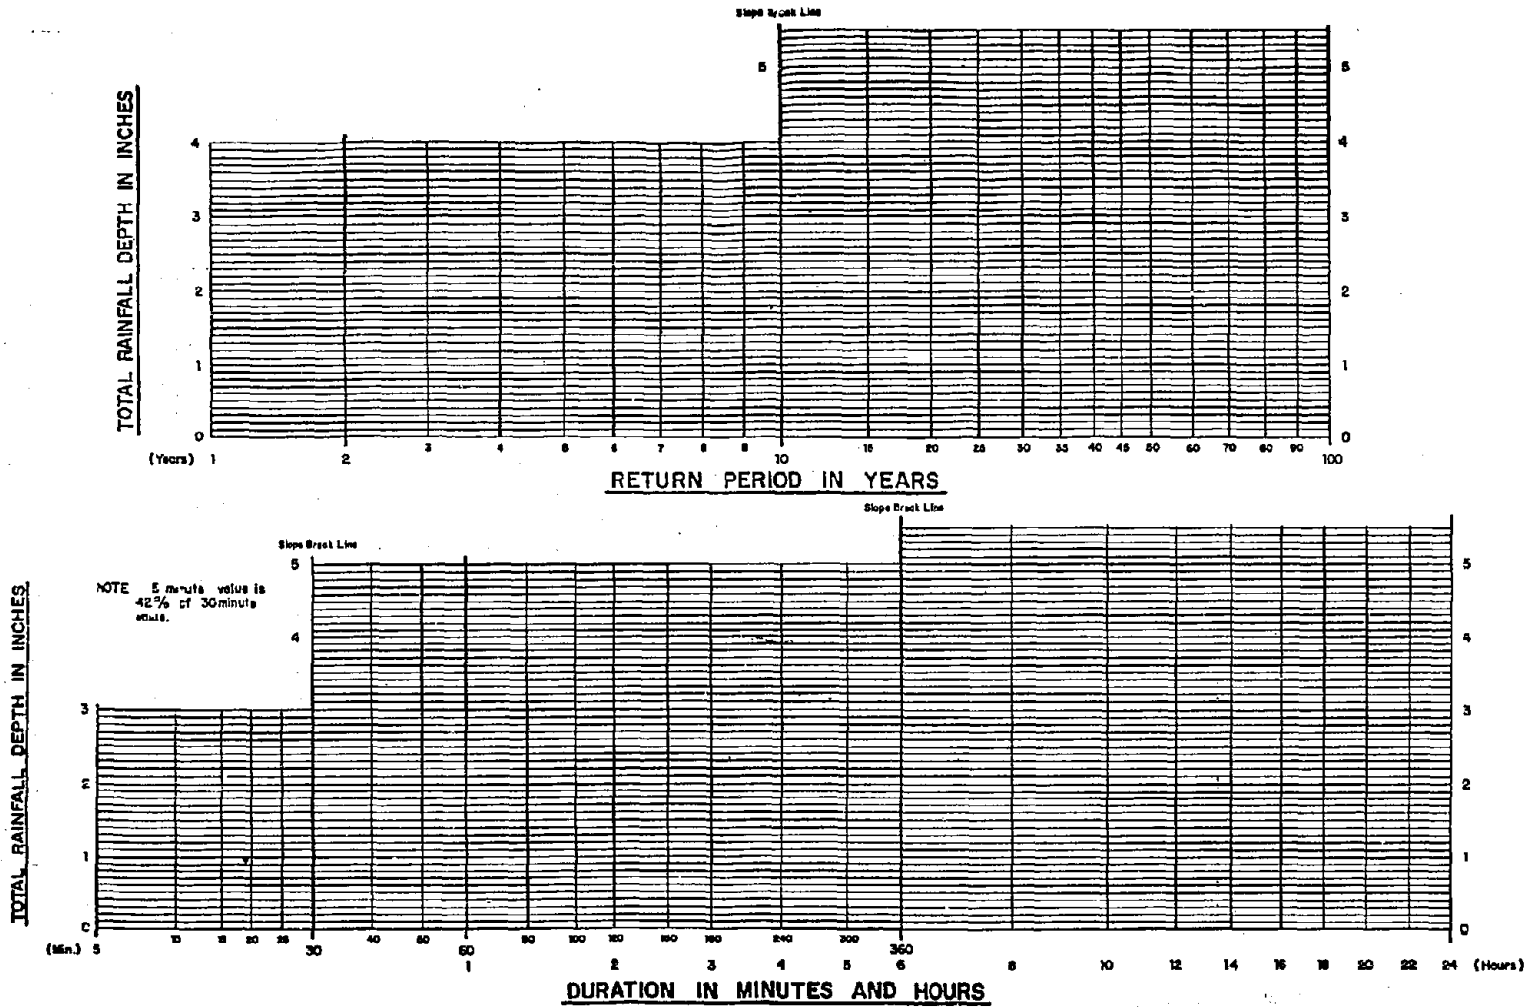 Slope Break Line
5 5
4 4
3 3
2 2
1 1
0 0
TOTAL RAINFALL DEPTH IN INCHES
(Years) 1 2 3 4 5 6 7 8 9 10 15 20 25 30 35 40 45 50 60 70 80 90 100
RETURN PERIOD IN YEARS
Slope Break Line
Slope Break Line
NOTE 5 minute value is
42% of 30 minute
5 5
4 4
3 3
2 2
1 1
0 0
TOTAL RAINFALL DEPTH IN INCHES
(Min.) 5 10 15 20 25 30 40 50 60 80 100 120 180 240 300 360
1 2 3 4 5 6 8 10 12 14 16 18 20 22 24 (Hours)
DURATION IN MINUTES AND HOURS